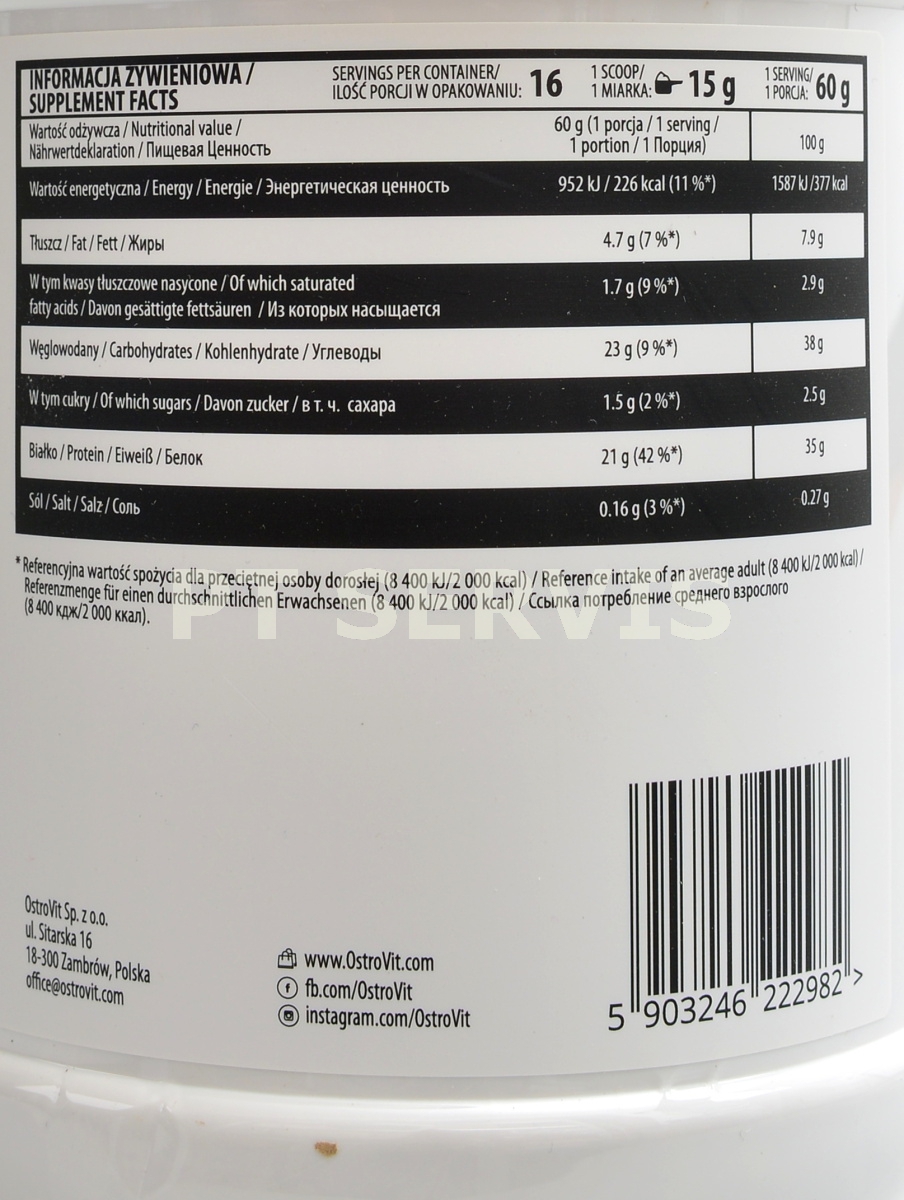 INFORMACJA ŻYWIENIOWA /
SUPPLEMENT FACTS
SERVINGS PER CONTAINER/
ILOŚĆ PORCJI W OPAKOWANIU: 16
1 SCOOP/
1 MIARKA: 15 g
1 SERVING/
1 PORCJA: 60 g
Wartość odżywcza / Nutritional value /
Nährwertdeklaration / Пищевая Ценность
60 g (1 porcja / 1 serving /
1 portion / 1 Порция)
100 g
Wartość energetyczna / Energy / Energie / Энергетическая ценность 952 kJ / 226 kcal (11 %*) 1587 kJ /377 kcal
Tłuszcz / Fat / Fett / Жиры 4.7 g (7 %*) 7.9 g
W tym kwasy tłuszczowe nasycone / Of which saturated
fatty acids / Davon gesättigte fettsäuren / Из которых насыщается
1.7 g (9 %*) 2.9 g
Węglowodany / Carbohydrates / Kohlenhydrate / Углеводы 23 g (9 %*) 38 g
W tym cukry / Of which sugars / Davon zucker / в т. ч. сахара 1.5 g (2 %*) 2.5 g
Białko / Protein / Eiweiß / Белок 21 g (42 %*) 35 g
Sól / Salt / Salz / Соль 0.16 g (3 %*) 0.27 g
* Referencyjna wartość spożycia dla przeciętnej osoby dorosłej (8 400 kJ/2 000 kcal) / Reference intake of an average adult (8 400 kJ/2 000 kcal) /
Referenzmenge für einen durchschnittlichen Erwachsenen (8 400 kJ/2 000 kcal) / Ссылка потребление среднего взрослого
(8 400 кДж/2 000 ккал).
PT SERVIS
OstroVit Sp. z o.o.
ul. Sitarska 16
18-300 Zambrów, Polska
office@ostrovit.com
www.OstroVit.com
fb.com/OstroVit
instagram.com/OstroVit
5 903246 222982 >